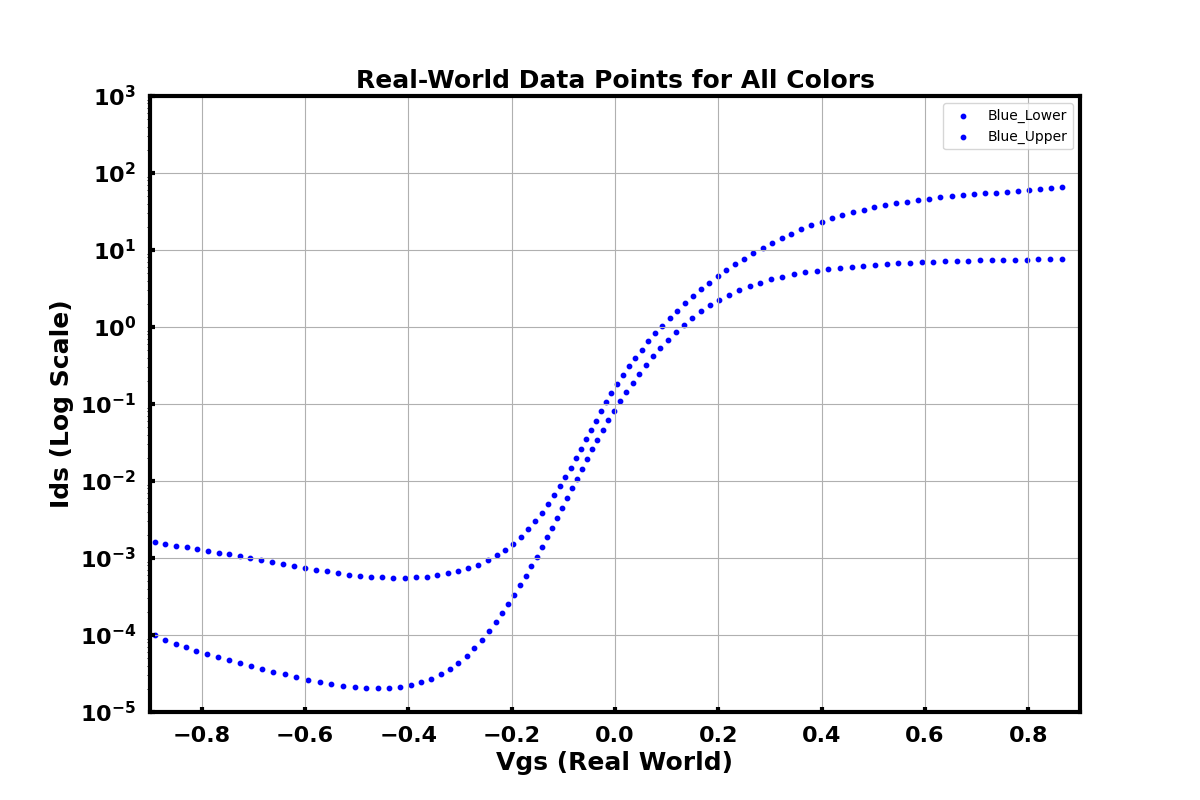 Real-World Data Points for All Colors
10³
10²
10¹
10⁰
10⁻¹
10⁻²
10⁻³
10⁻⁴
10⁻⁵
Ids (Log Scale)
Blue_Lower
Blue_Upper
−0.8 −0.6 −0.4 −0.2 0.0 0.2 0.4 0.6 0.8
Vgs (Real World)